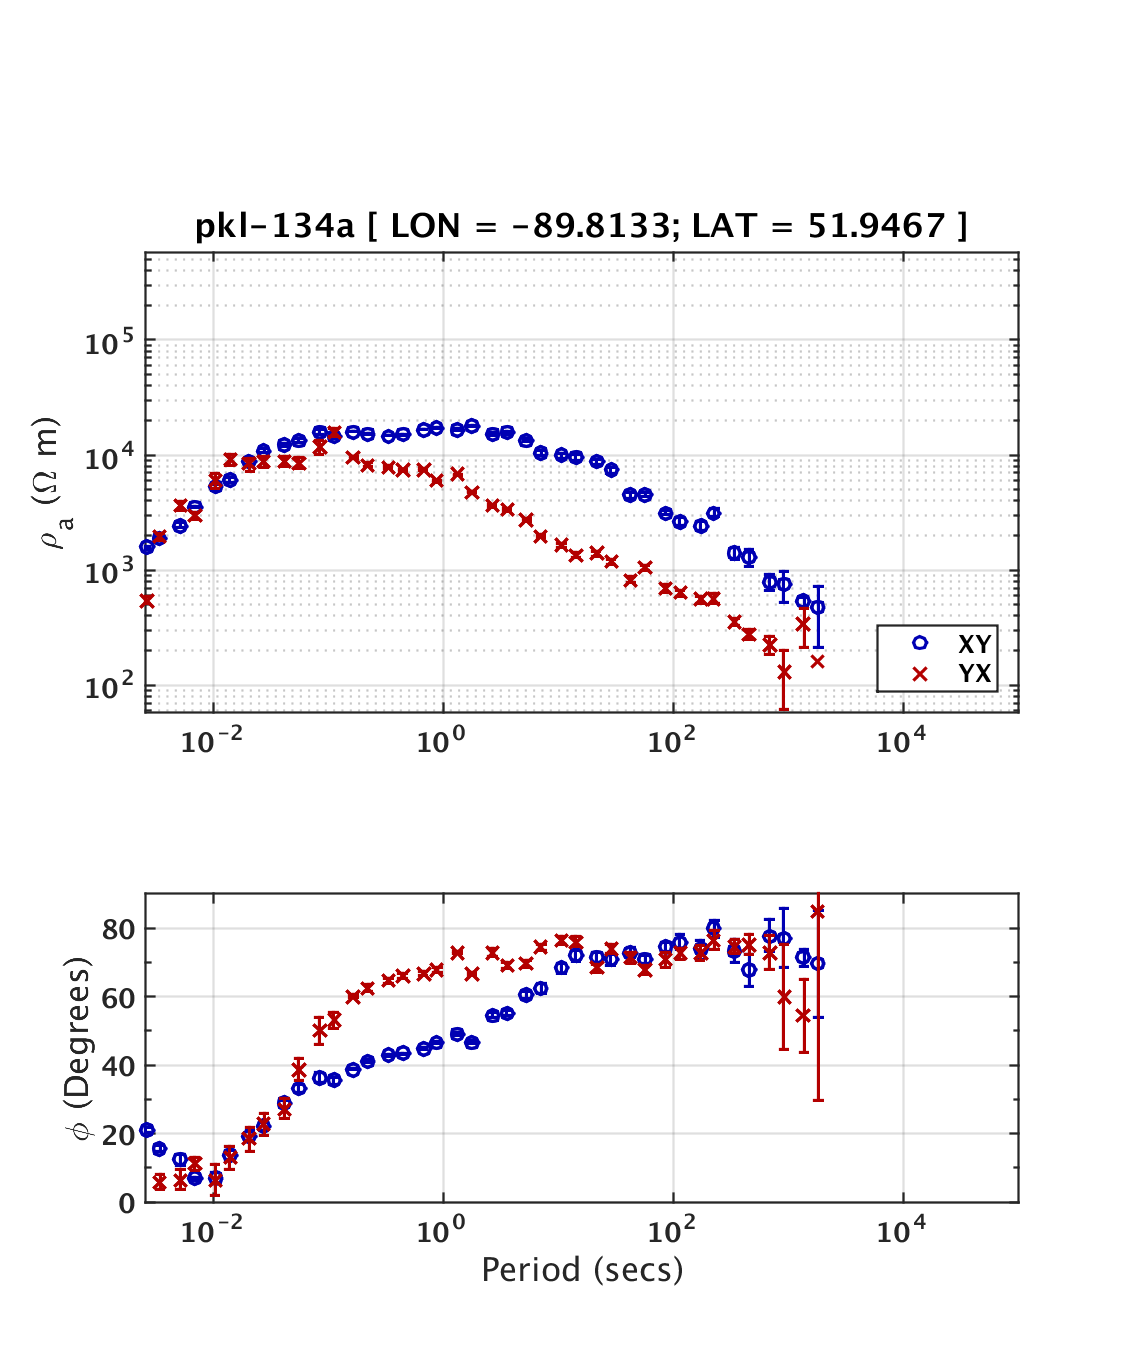 pkl-134a [ LON = -89.8133; LAT = 51.9467 ]
ρa (Ω m)
10^5
10^4
10^3
10^2
10^-2 10^0 10^2 10^4
XY
YX
ϕ (Degrees)
80
60
40
20
0
10^-2 10^0 10^2 10^4
Period (secs)